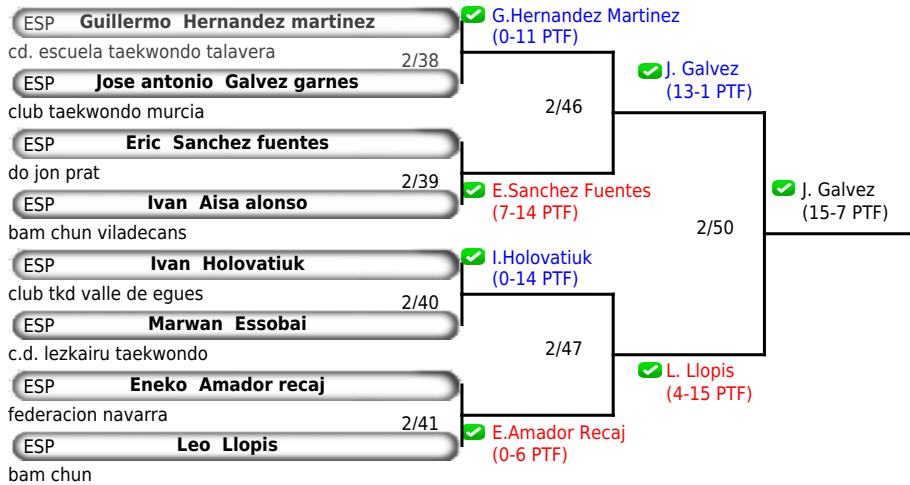 ESP Guillermo Hernandez martinez
cd. escuela taekwondo talavera
2/38
ESP Jose antonio Galvez garnes
club taekwondo murcia
ESP Eric Sanchez fuentes
do jon prat
2/39
ESP Ivan Aisa alonso
bam chun viladecans
ESP Ivan Holovatiuk
club tkd valle de egues
2/40
ESP Marwan Essobai
c.d. lezkairu taekwondo
ESP Eneko Amador recaj
federacion navarra
2/41
ESP Leo Llopis
bam chun
G.Hernandez Martinez
(0-11 PTF)
2/46
E.Sanchez Fuentes
(7-14 PTF)
I.Holovatiuk
(0-14 PTF)
2/47
E.Amador Recaj
(0-6 PTF)
J. Galvez
(13-1 PTF)
2/50
L. Llopis
(4-15 PTF)
J. Galvez
(15-7 PTF)